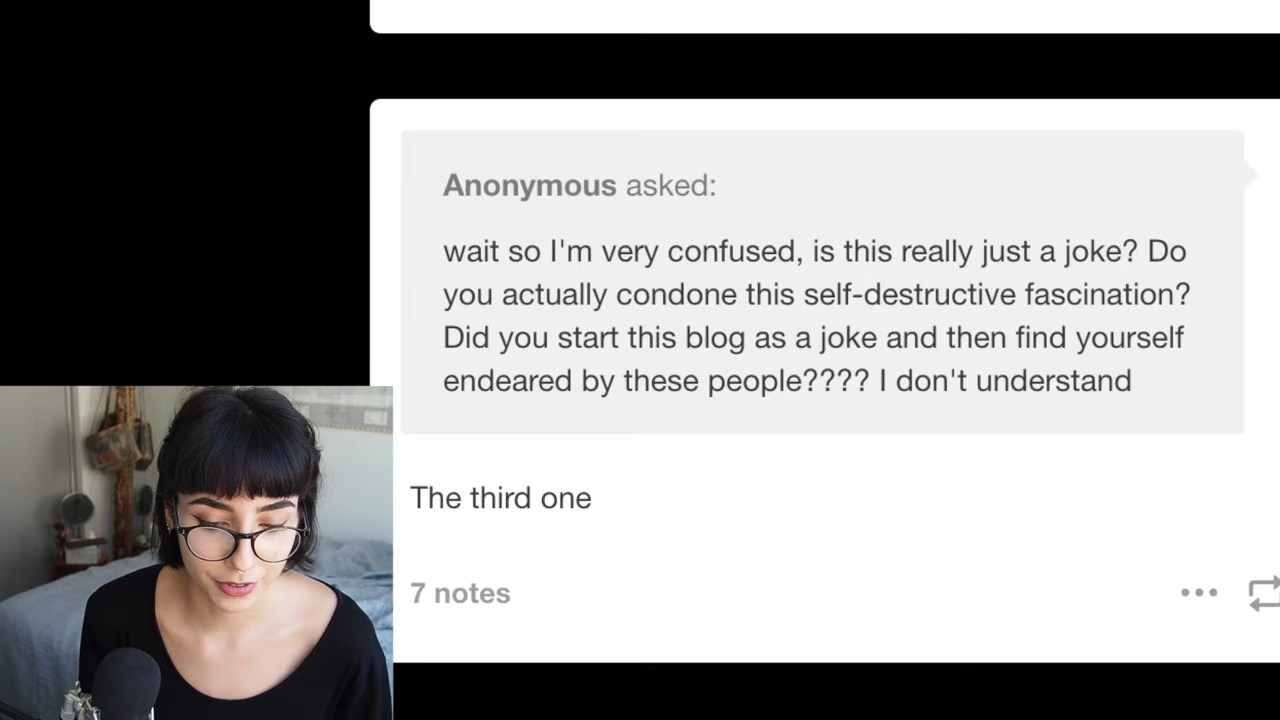 Anonymous asked:
wait so I'm very confused, is this really just a joke? Do
you actually condone this self-destructive fascination?
Did you start this blog as a joke and then find yourself
endeared by these people???? I don't understand
The third one
7 notes